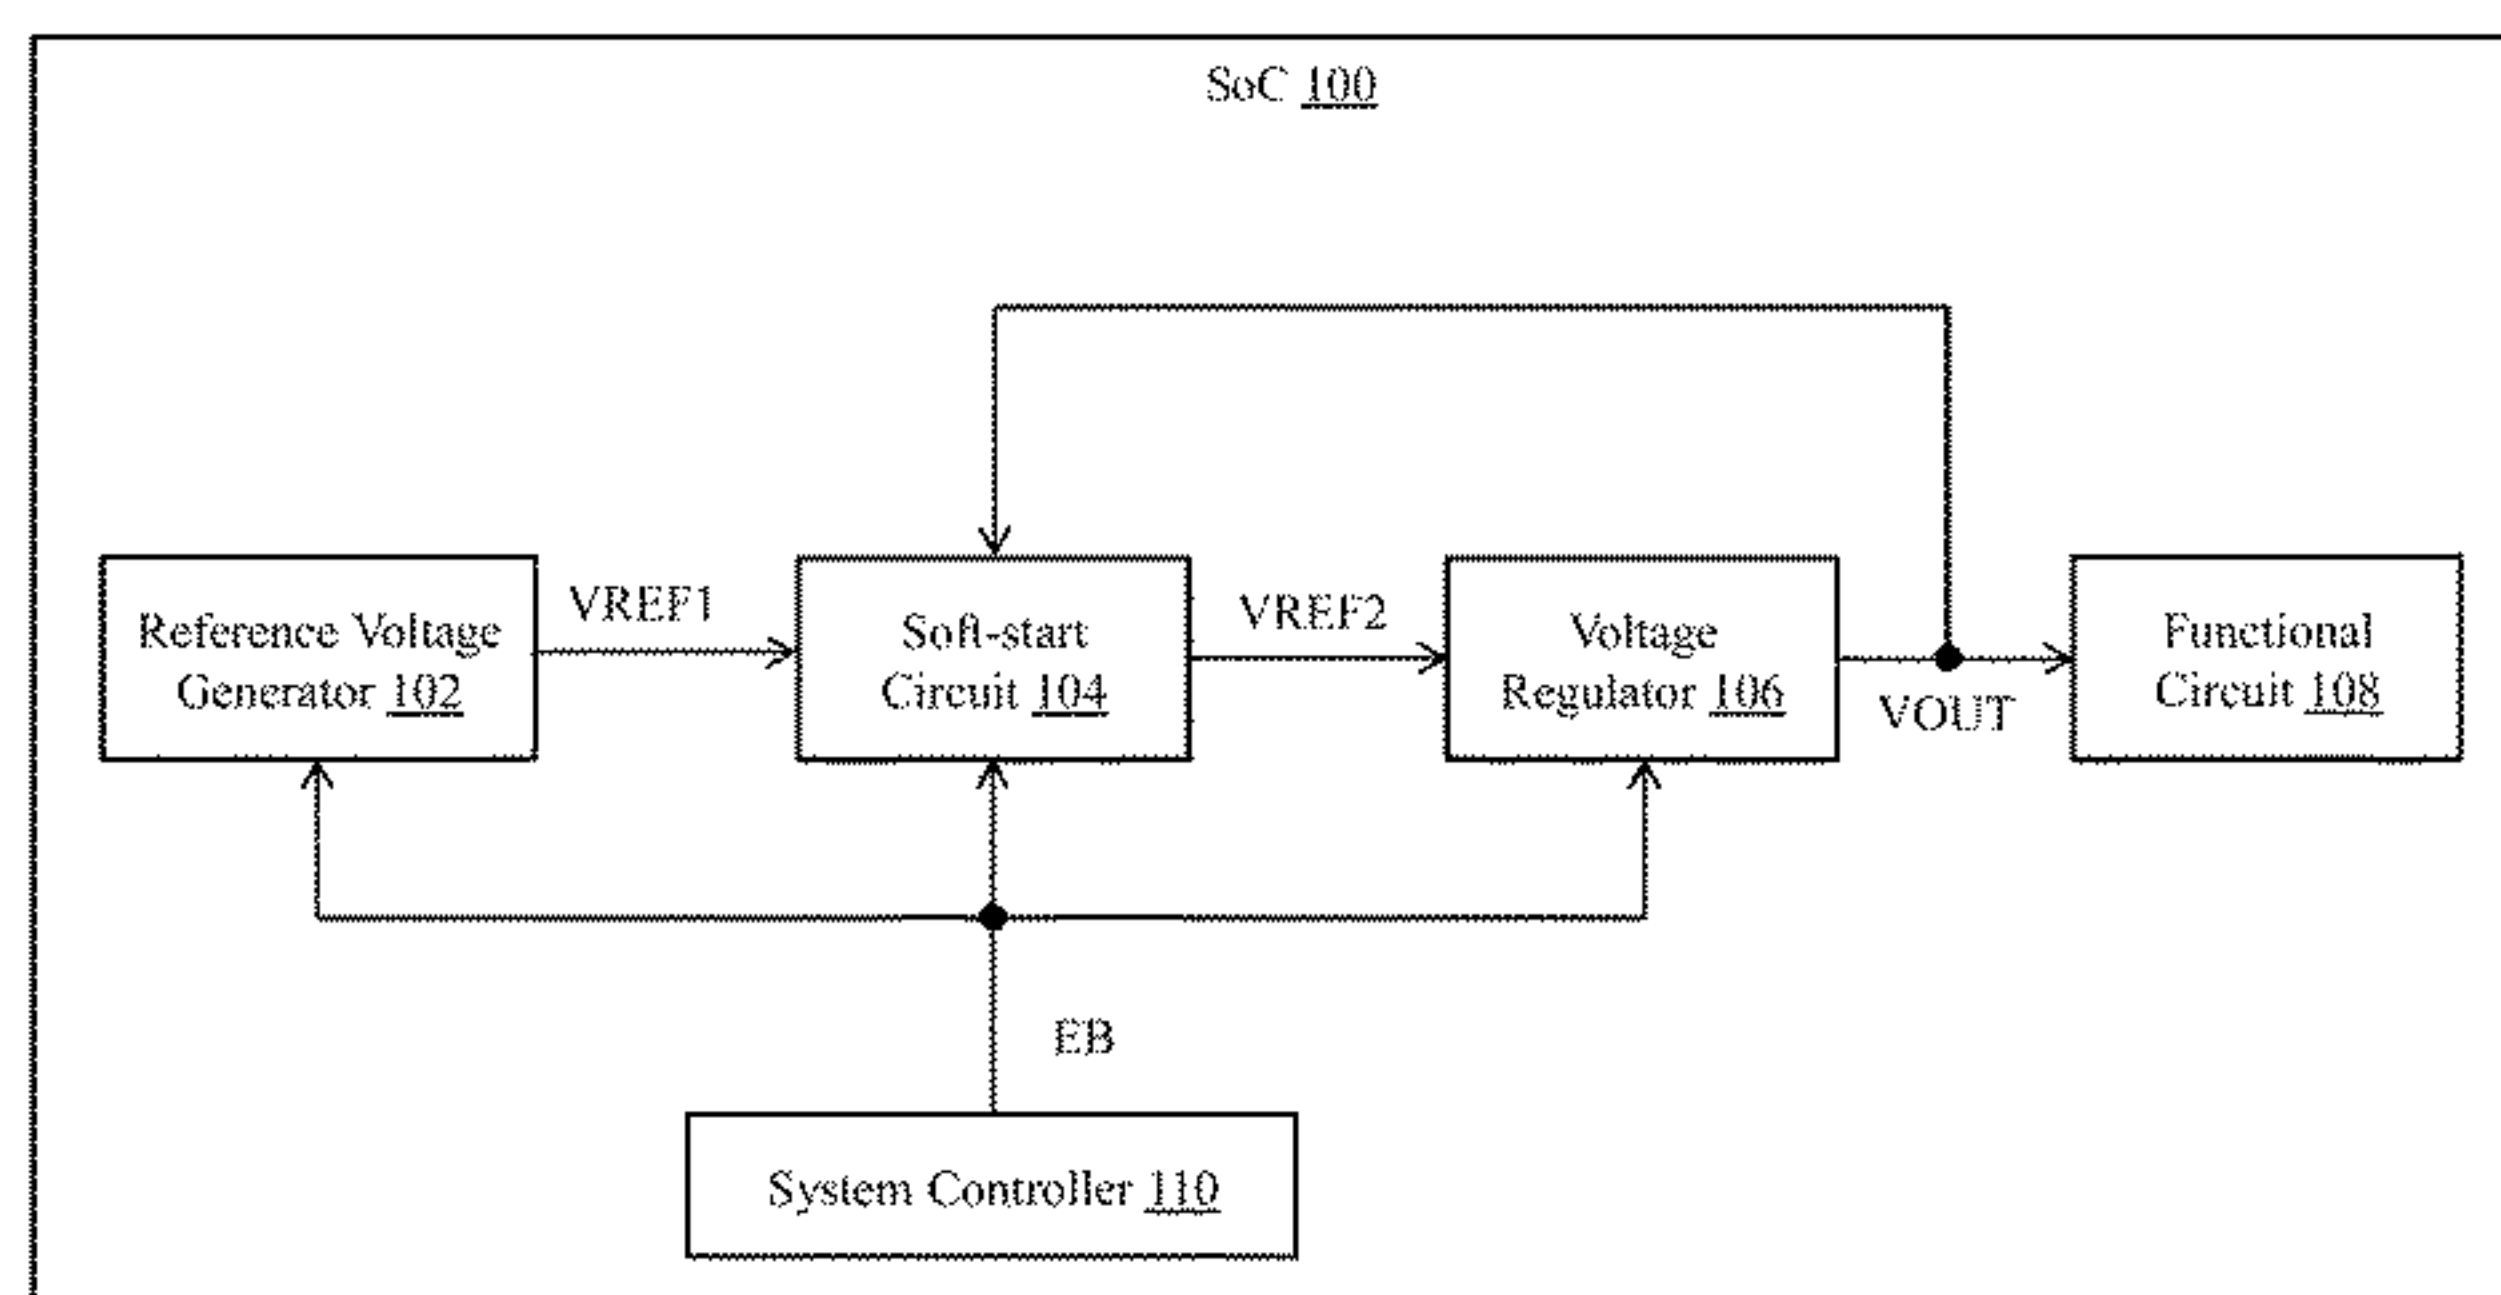 SoC 100
VREF1
VREF2
Reference Voltage
Generator 102
Soft-start
Circuit 104
Voltage
Regulator 106
VOUT
Functional
Circuit 108
EB
System Controller 110